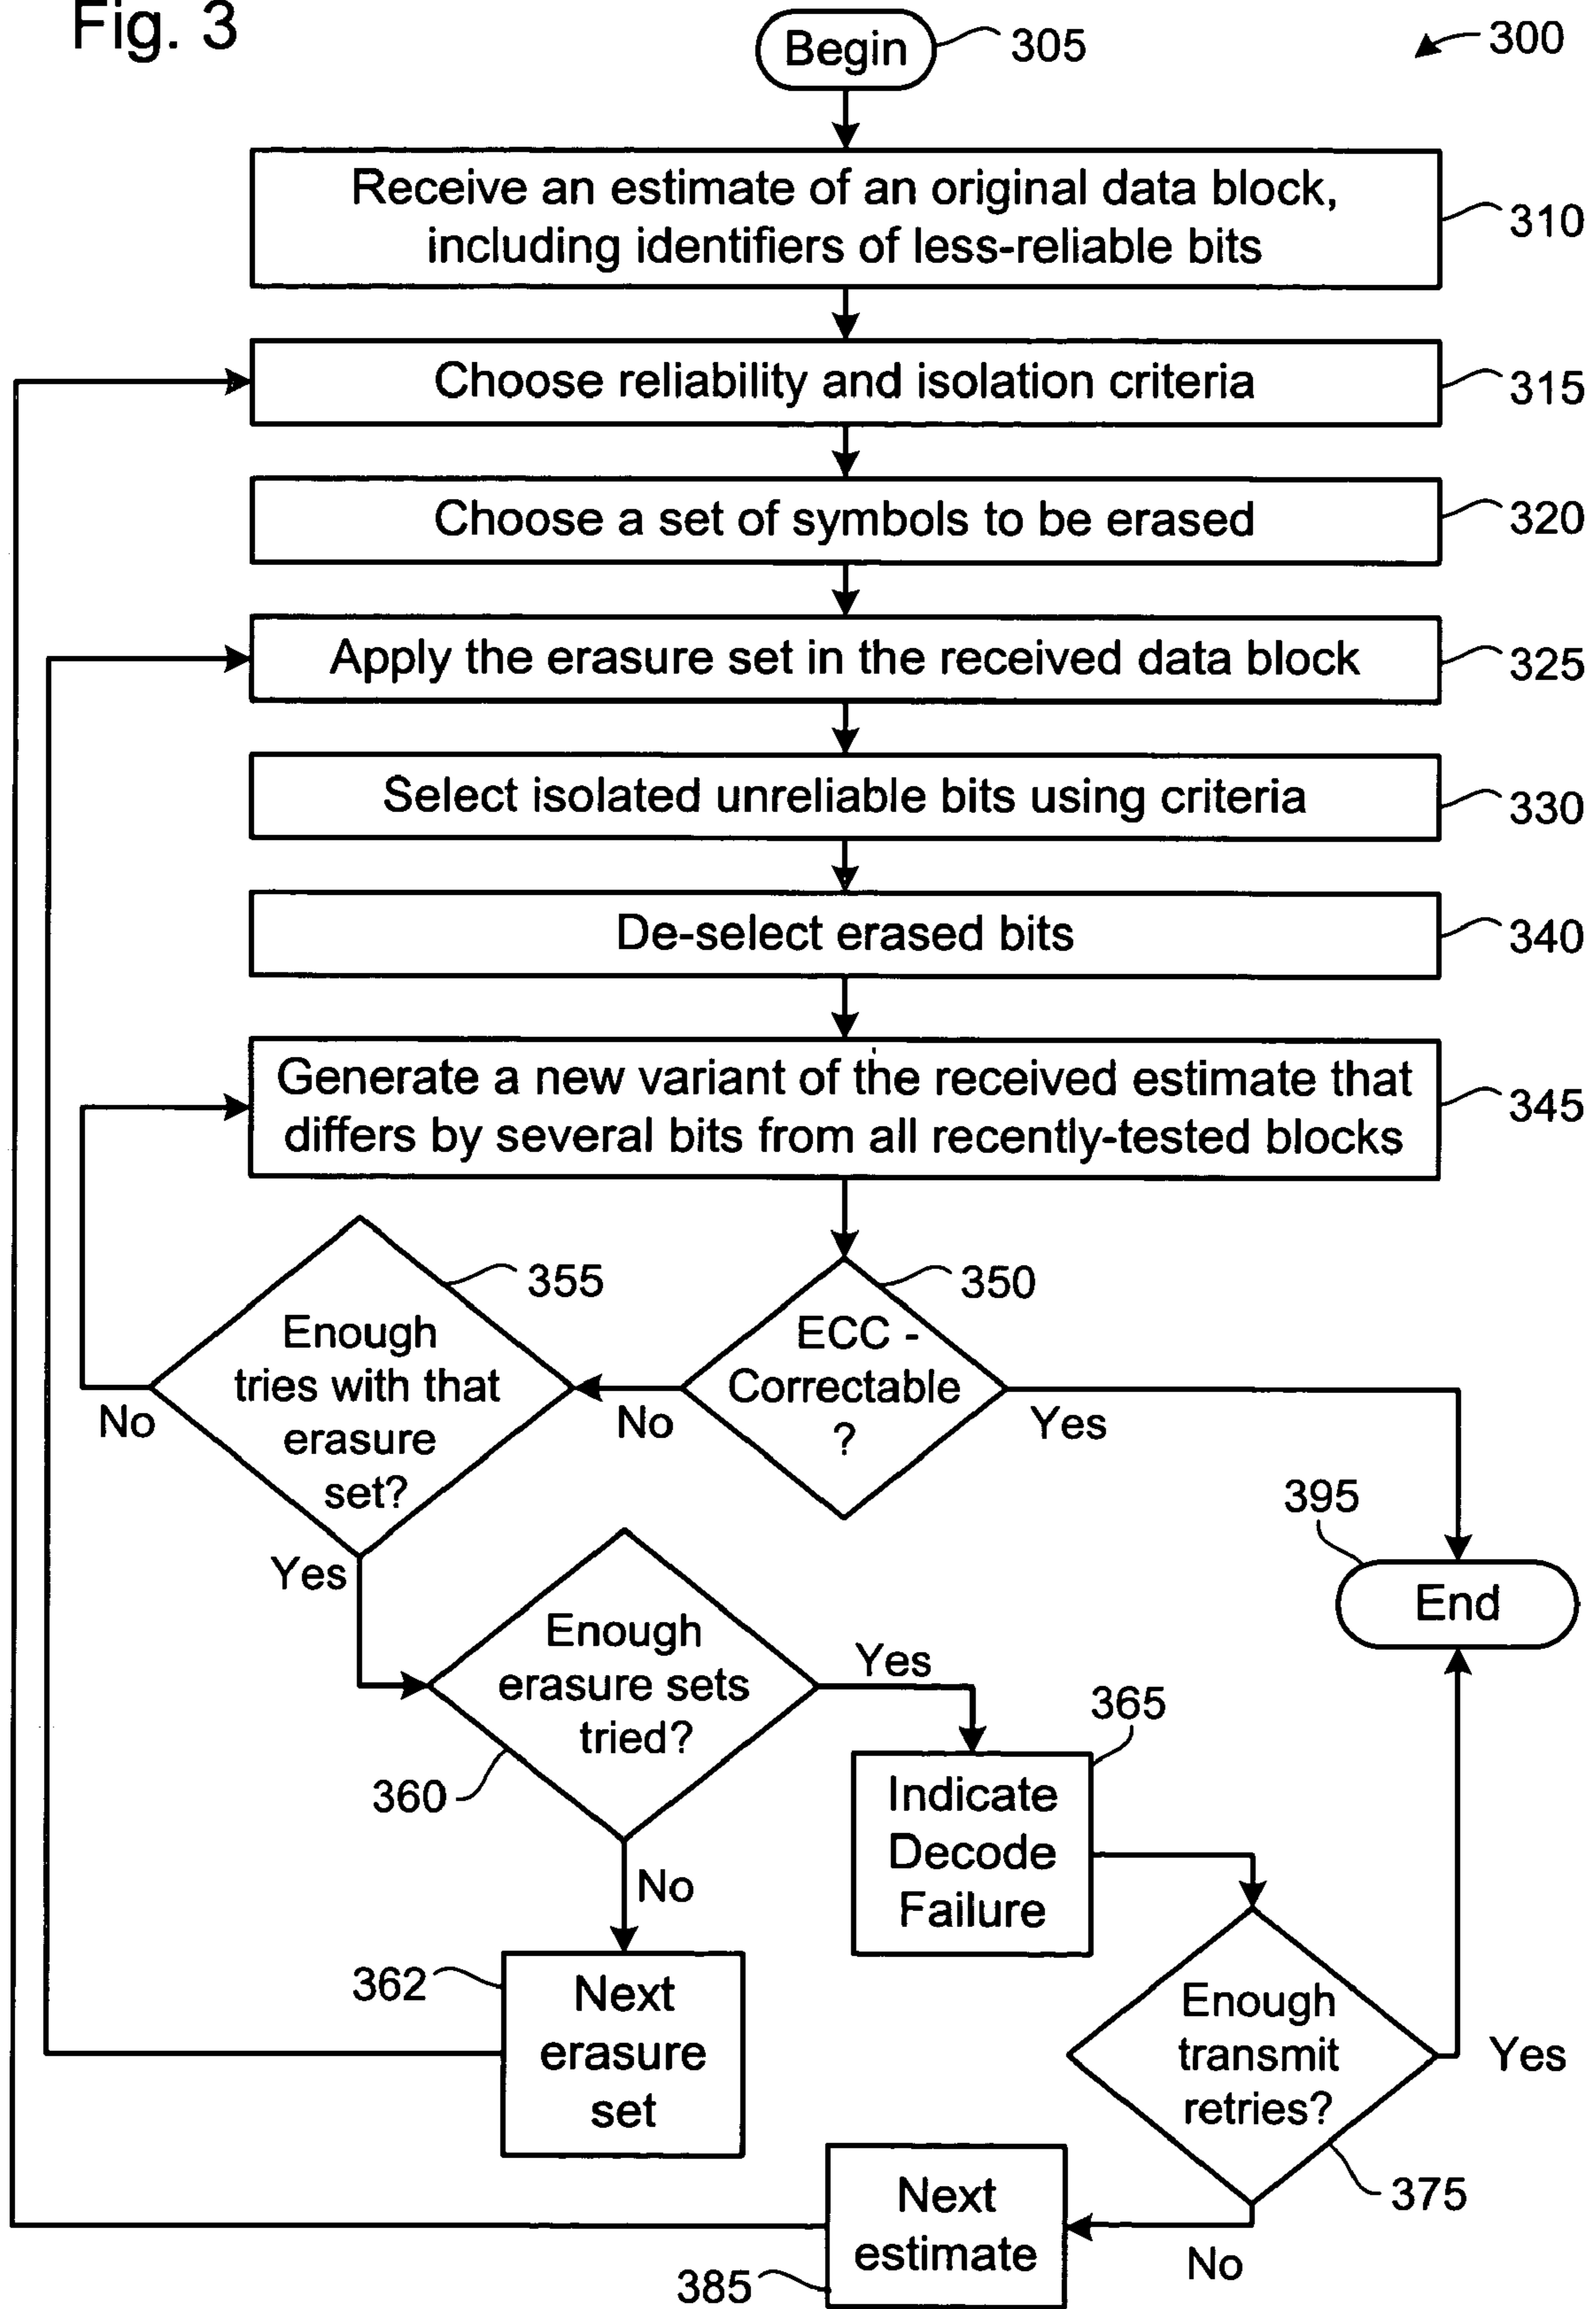 Fig. 3
Begin
305
300
Receive an estimate of an original data block,
including identifiers of less-reliable bits
310
Choose reliability and isolation criteria
315
Choose a set of symbols to be erased
320
Apply the erasure set in the received data block
325
Select isolated unreliable bits using criteria
330
De-select erased bits
340
Generate a new variant of the received estimate that
differs by several bits from all recently-tested blocks
345
355
350
Enough
tries with that
erasure
set?
ECC -
Correctable
?
No
No
Yes
395
Yes
End
Enough
erasure sets
tried?
Yes
360
365
Indicate
Decode
Failure
No
362
Next
erasure
set
Enough
transmit
retries?
Yes
375
Next
estimate
No
385